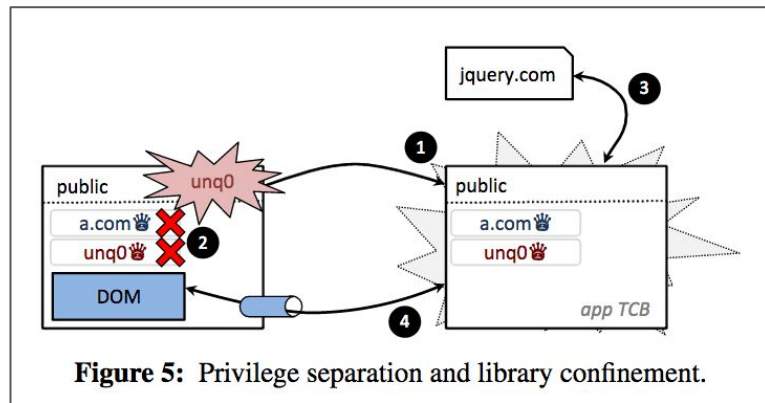 jquery.com
3
unq0
1
public
public
a.com
a.com
2
unq0
unq0
DOM
app TCB
4
Figure 5: Privilege separation and library confinement.